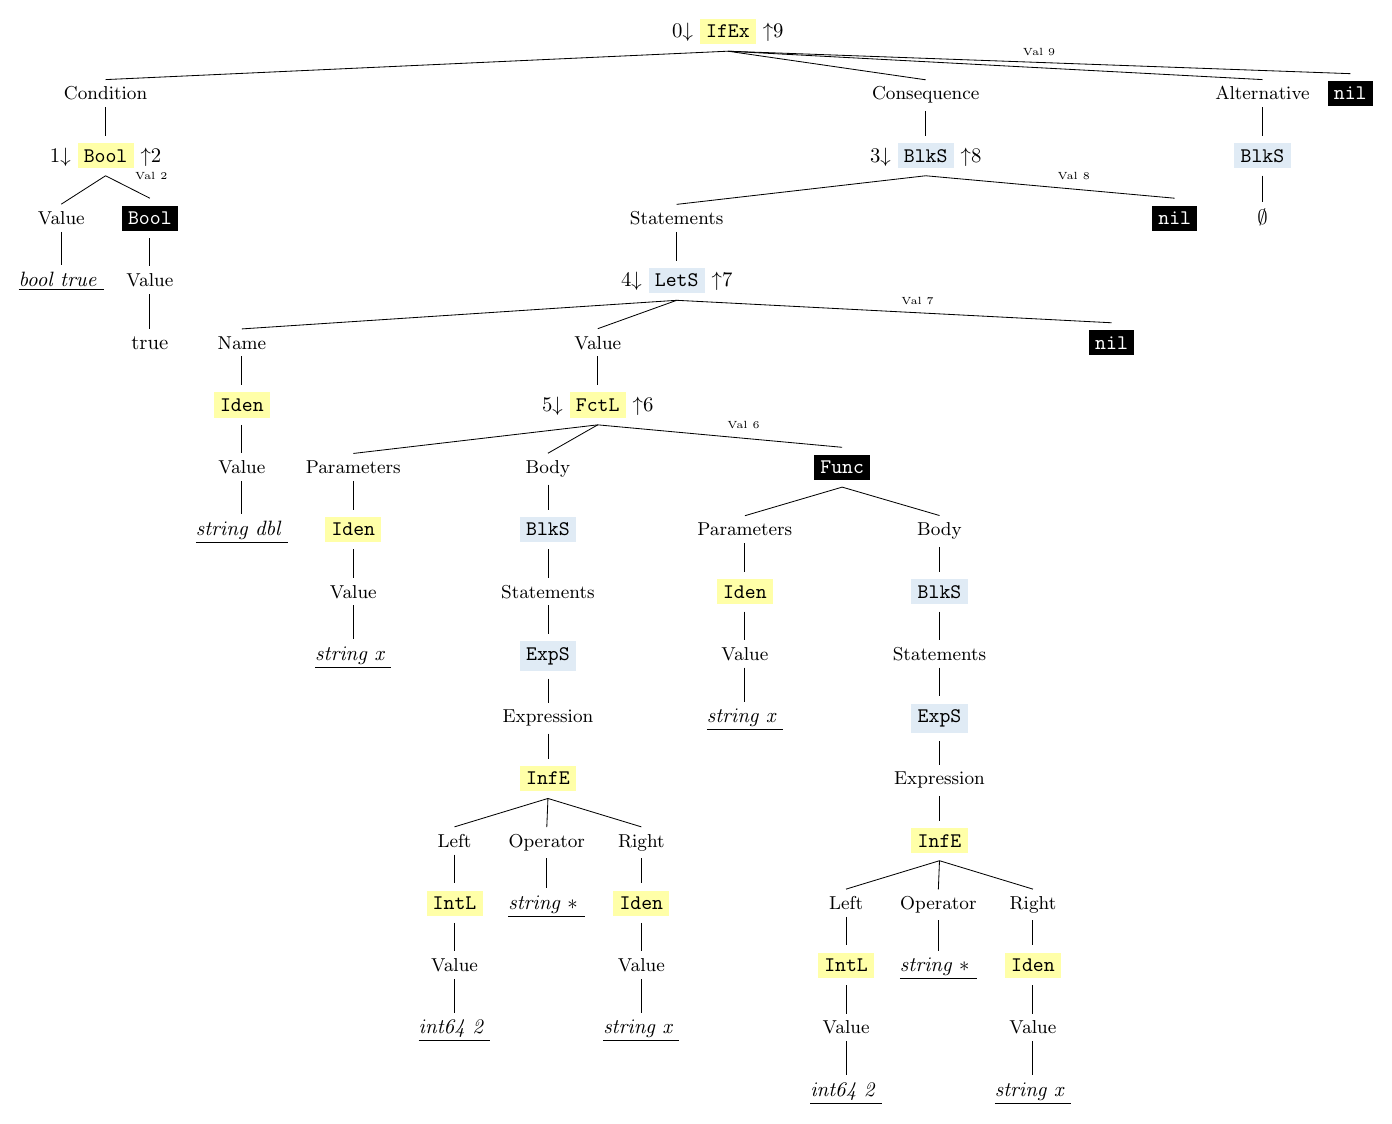 0↓ IfEx ↑9
Val 9
Condition Consequence Alternative nil
1↓ Bool ↑2 3↓ BlkS ↑8 BlkS
Val 2 Val 8
Value Bool Statements nil ∅
bool true Value 4↓ LetS ↑7
Val 7
true Name Value nil
Iden 5↓ FctL ↑6
Val 6
Value Parameters Body Func
string dbl Iden BlkS Parameters Body
Value Statements Iden BlkS
string x ExpS Value Statements
Expression string x ExpS
InfE Expression
Left Operator Right InfE
IntL string * Iden Left Operator Right
Value Value IntL string * Iden
int64 2 string x Value Value
int64 2 string x